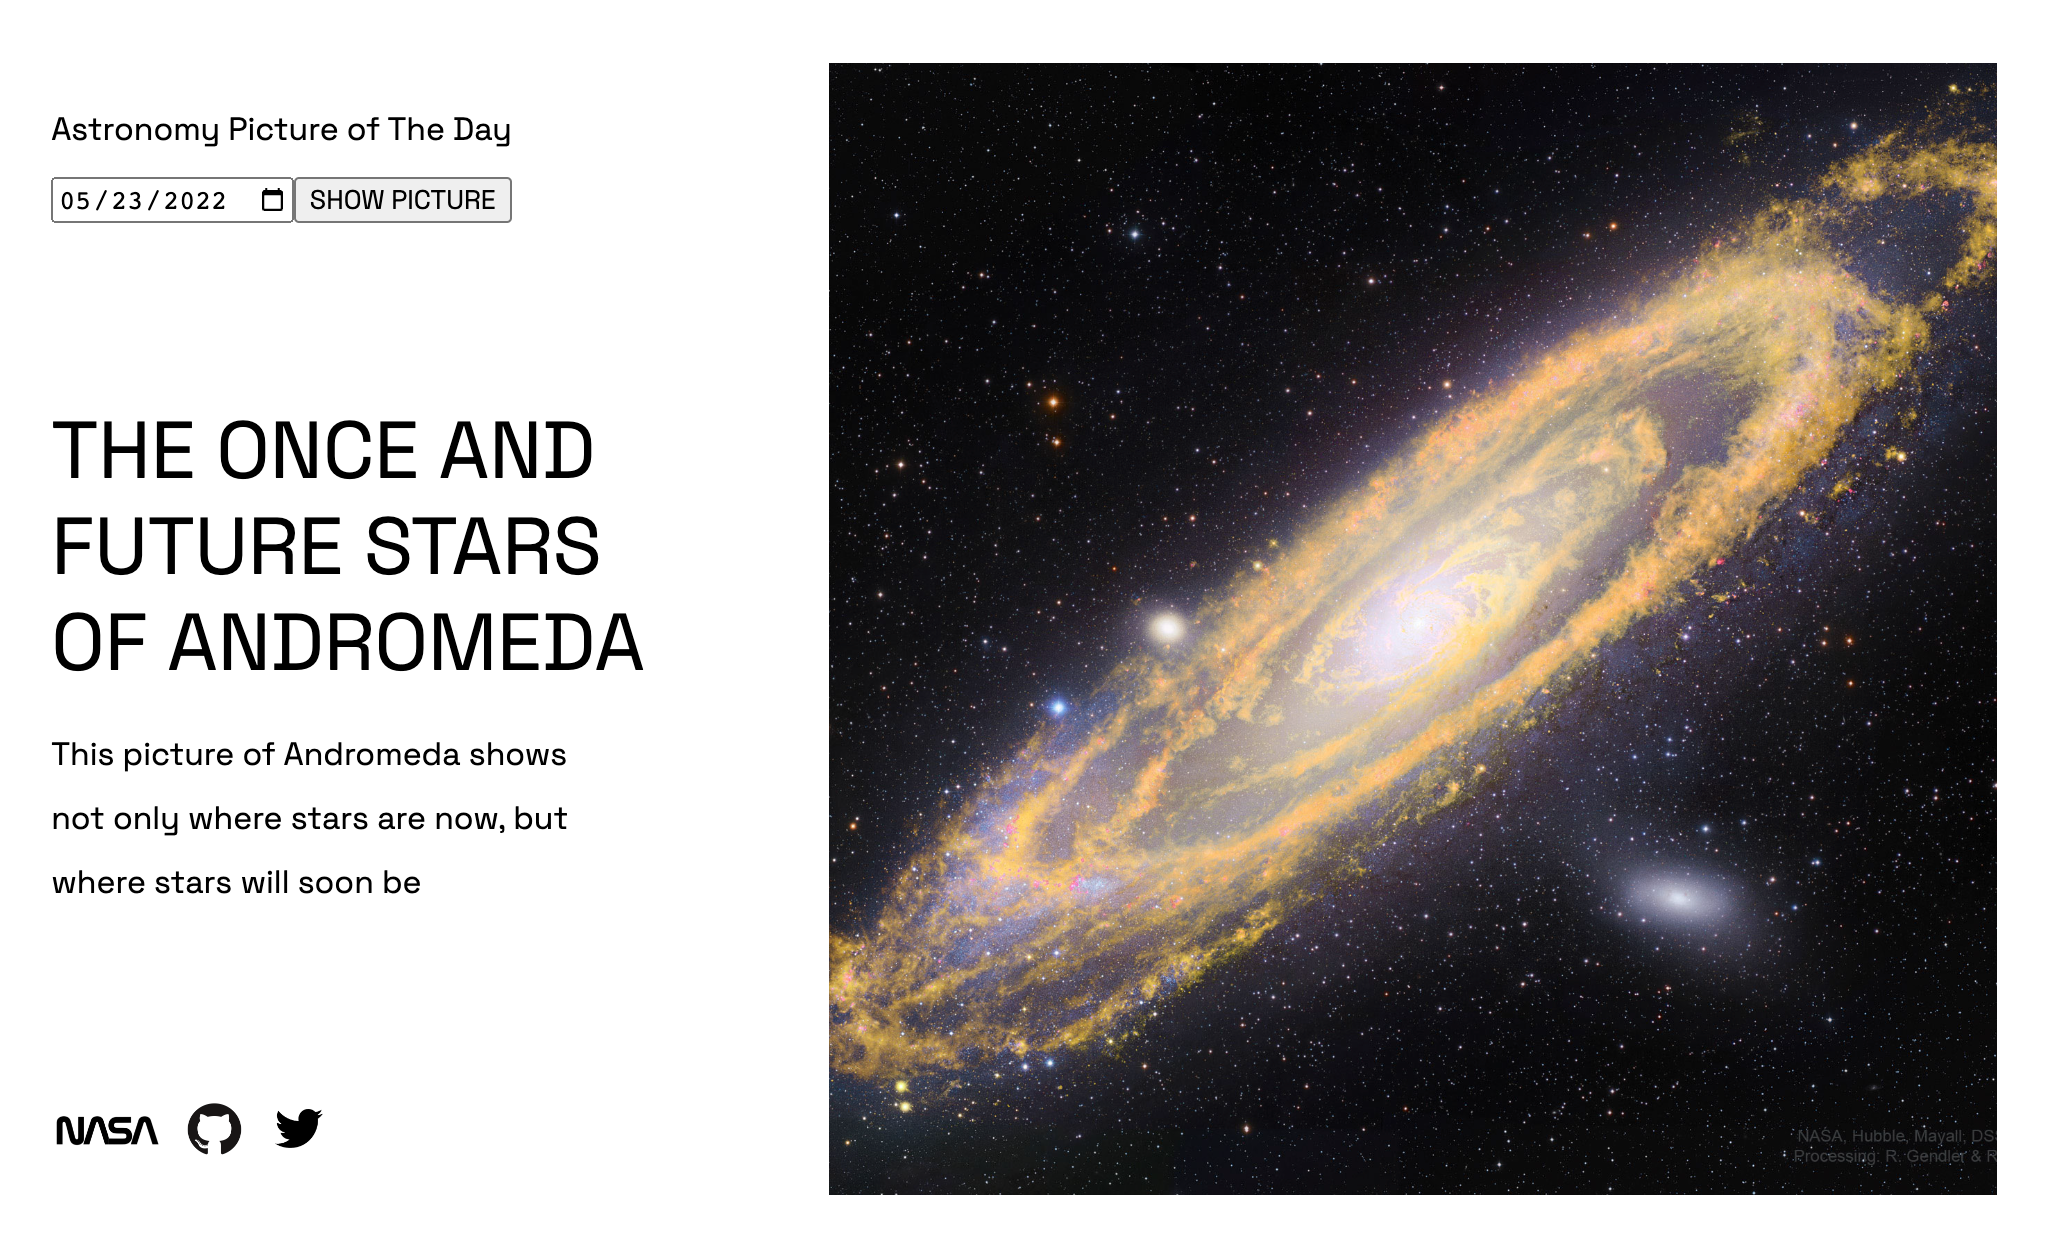 Astronomy Picture of The Day
05/23/2022 SHOW PICTURE
THE ONCE AND
FUTURE STARS
OF ANDROMEDA
This picture of Andromeda shows
not only where stars are now, but
where stars will soon be
NASA
NASA, Hubble, Mayall, DS
Processing: R. Gendler & R